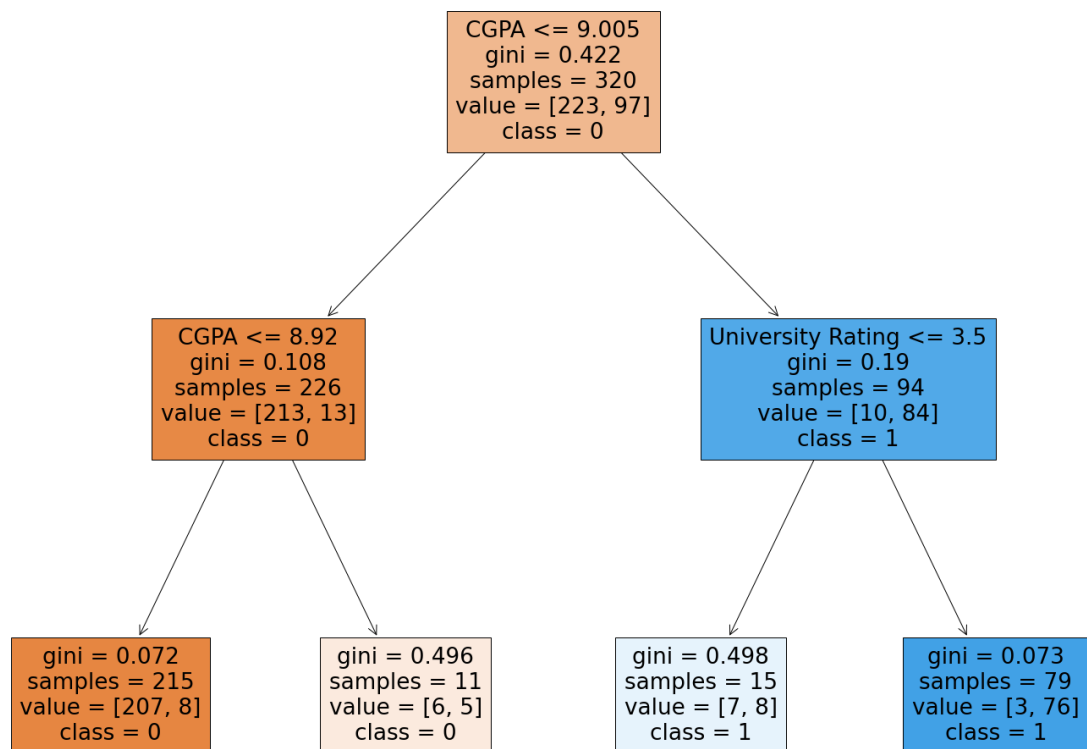 CGPA <= 9.005
gini = 0.422
samples = 320
value = [223, 97]
class = 0
CGPA <= 8.92
gini = 0.108
samples = 226
value = [213, 13]
class = 0
University Rating <= 3.5
gini = 0.19
samples = 94
value = [10, 84]
class = 1
gini = 0.072
samples = 215
value = [207, 8]
class = 0
gini = 0.496
samples = 11
value = [6, 5]
class = 0
gini = 0.498
samples = 15
value = [7, 8]
class = 1
gini = 0.073
samples = 79
value = [3, 76]
class = 1